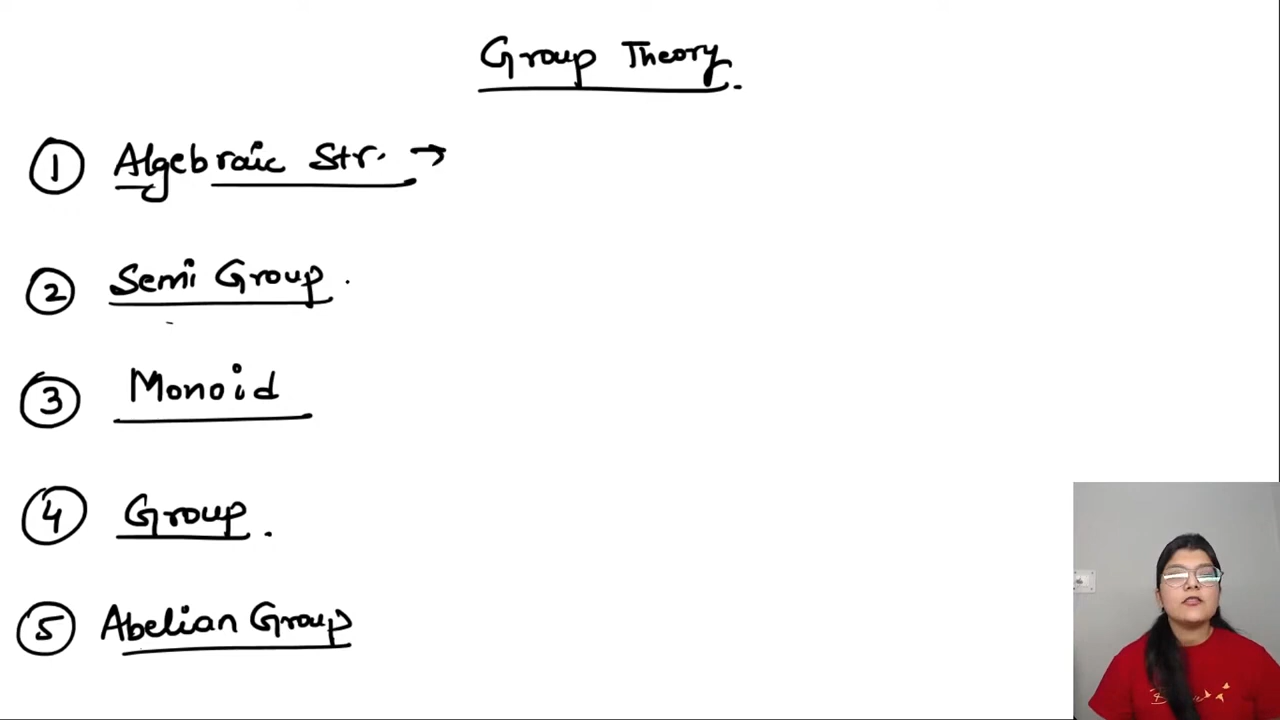 Group Theory.
① Algebraic Str. →
② Semi Group.
③ Monoid
④ Group.
⑤ Abelian Group